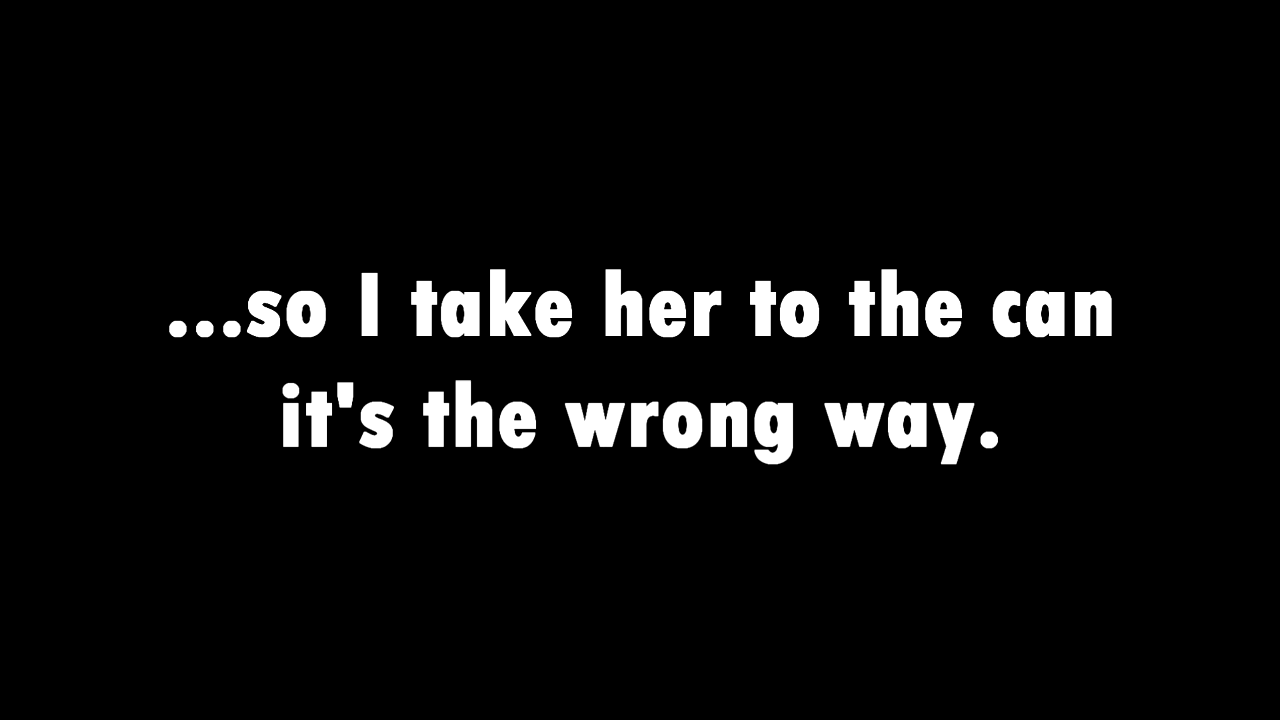 ...so I take her to the can
it's the wrong way.